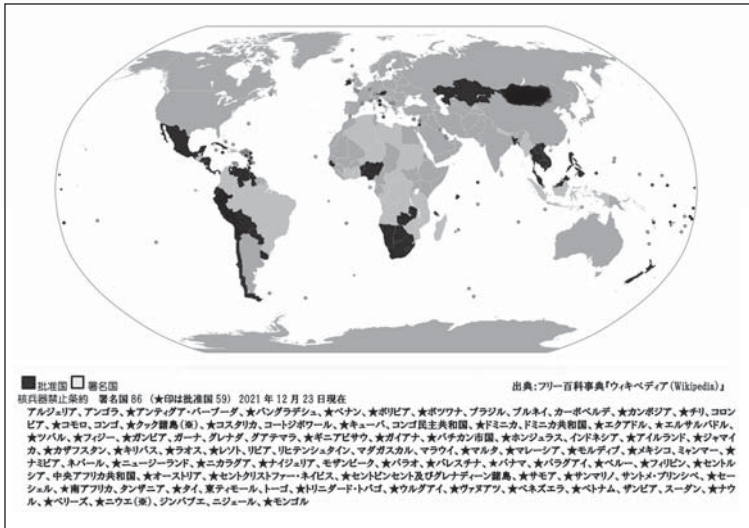 ■批准国 □署名国 出典：フリー百科事典『ウィキペディア（Wikipedia）』
核兵器禁止条約 署名国86（★印は批准国59） 2021年12月23日現在
アルジェリア、アンゴラ、★アンティグア・バーブーダ、★バングラデシュ、★ベナン、★ボリビア、★ボツワナ、ブラジル、ブルネイ、カーボベルデ、★カンボジア、★チリ、コロン
ビア、★コモロ、コンゴ、★クック諸島（※）、★コスタリカ、コートジボワール、★キューバ、コンゴ民主共和国、★ドミニカ、ドミニカ共和国、★エクアドル、★エルサルバドル、
★ツバル、★フィジー、★ガンビア、ガーナ、グレナダ、グアテマラ、★ギニアビサウ、★ガイアナ、★バチカン市国、★ホンジュラス、インドネシア、★アイルランド、★ジャマイ
カ、★カザフスタン、★キリバス、★ラオス、★レソト、リビア、リヒテンシュタイン、マダガスカル、マラウイ、★マルタ、★マレーシア、★モルディブ、★メキシコ、ミャンマー、★
ナミビア、ネパール、★ニュージーランド、★ニカラグア、★ナイジェリア、モザンビーク、★パラオ、★パレスチナ、★パナマ、★パラグアイ、★ペルー、★フィリピン、★セントル
シア、中央アフリカ共和国、★オーストリア、★セントクリストファー・ネイビス、★セントビンセント及びグレナディーン諸島、★サモア、★サンマリノ、サントメ・プリンシペ、★セー
シェル、★南アフリカ、タンザニア、★タイ、東ティモール、トーゴ、★トリニダード・トバゴ、★ウルグアイ、★ヴァヌアツ、★ベネズエラ、★ベトナム、ザンビア、スーダン、★ナウ
ル、★ベリーズ、★ニウエ（※）、ジンバブエ、ニジェール、★モンゴル